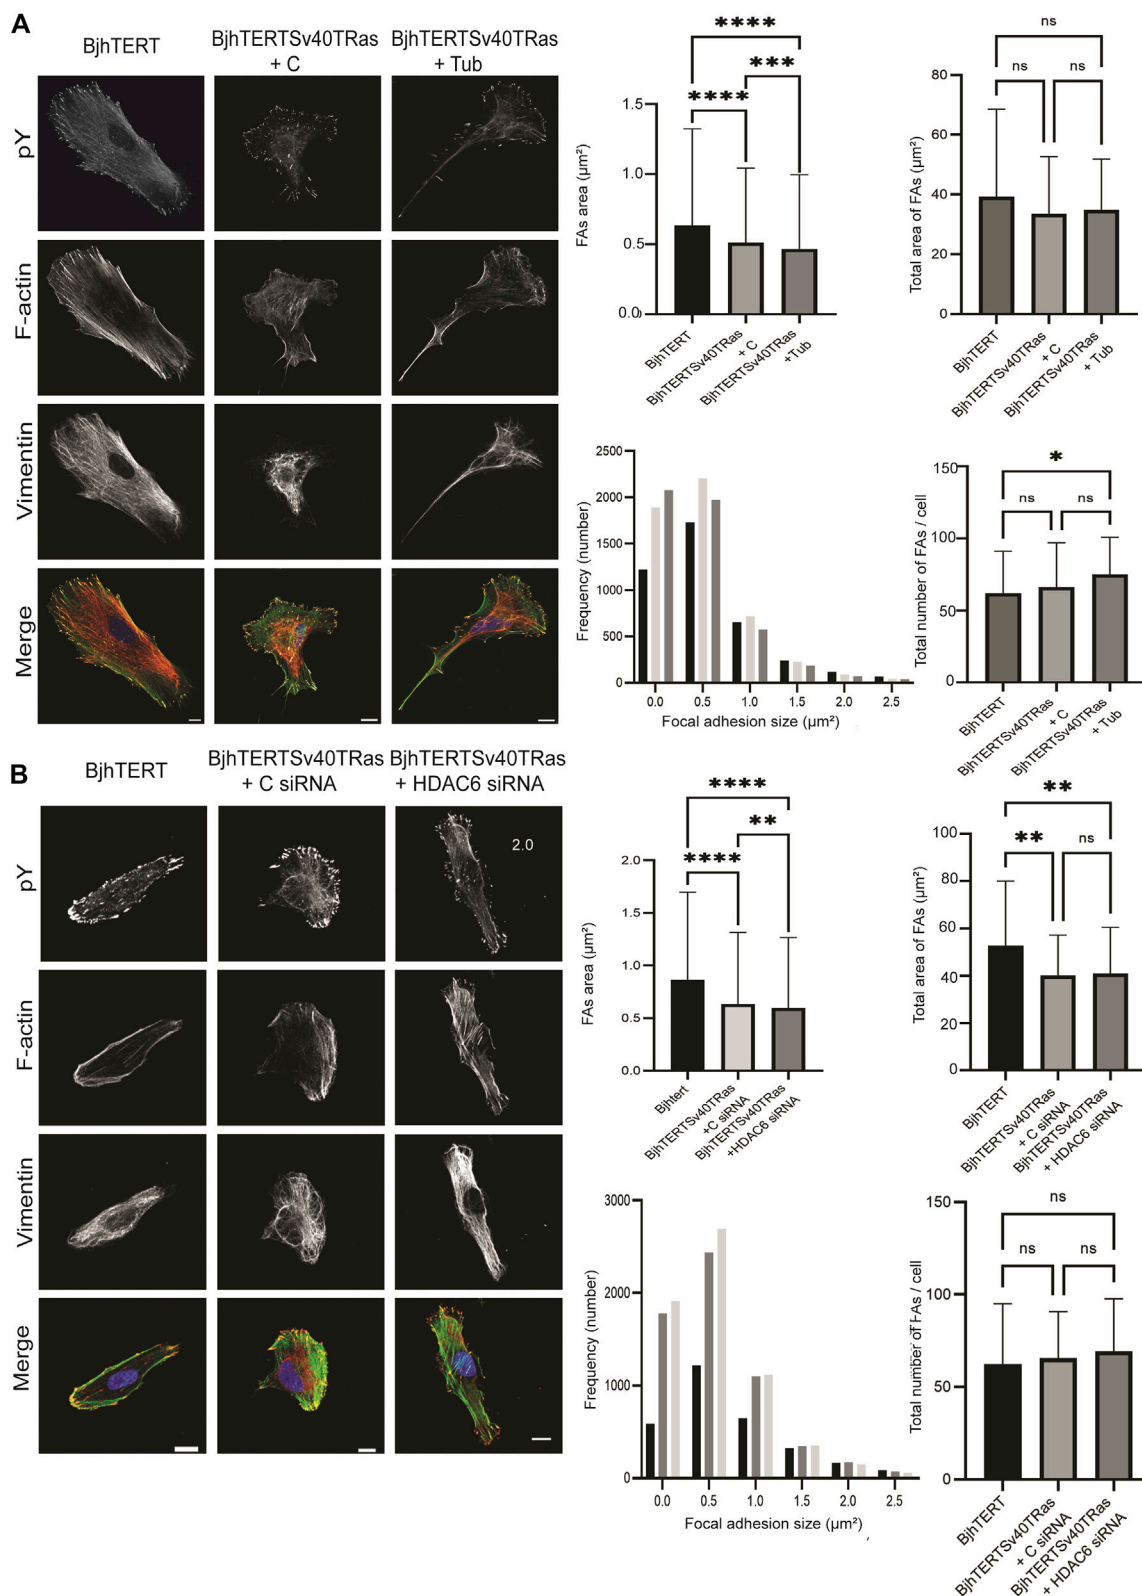 A
BjhTERT
BjhTERTSv40TRas
+ C
BjhTERTSv40TRas
+ Tub
pY
F-actin
Vimentin
Merge
****
***
****
FAs area (µm²)
1.5
1.0
0.5
0.0
BjhTERT
BjhTERTSv40TRas
+ C
BjhTERTSv40TRas
+Tub
ns
ns
ns
Total area of FAs (µm²)
80
60
40
20
0
BjhTERT
BjhTERTSv40TRas
+ C
BjhTERTSv40TRas
+ Tub
Frequency (number)
2500
2000
1500
1000
500
0
0.0 0.5 1.0 1.5 2.0 2.5
Focal adhesion size (µm²)
*
ns
ns
Total number of FAs / cell
150
100
50
0
BjhTERT
BjhTERTSv40TRas
+ C
BjhTERTSv40TRas
+ Tub
B
BjhTERT
BjhTERTSv40TRas
+ C siRNA
BjhTERTSv40TRas
+ HDAC6 siRNA
pY
2.0
F-actin
Vimentin
Merge
****
**
****
FAs area (µm²)
2.0
1.5
1.0
0.5
0.0
Bjhtert
BjhTERTSv40TRas
+C siRNA
BjhTERTSv40TRas
+HDAC6 siRNA
**
**
ns
Total area of FAs (µm²)
100
80
60
40
20
0
BjhTERT
BjhTERTSv40TRas
+ C siRNA
BjhTERTSv40TRas
+ HDAC6 siRNA
Frequency (number)
3000
2000
1000
0
0.0 0.5 1.0 1.5 2.0 2.5
Focal adhesion size (µm²)
ns
ns
ns
Total number of FAs / cell
150
100
50
0
BjhTERT
BjhTERTSv40TRas
+ C siRNA
BjhTERTSv40TRas
+ HDAC6 siRNA